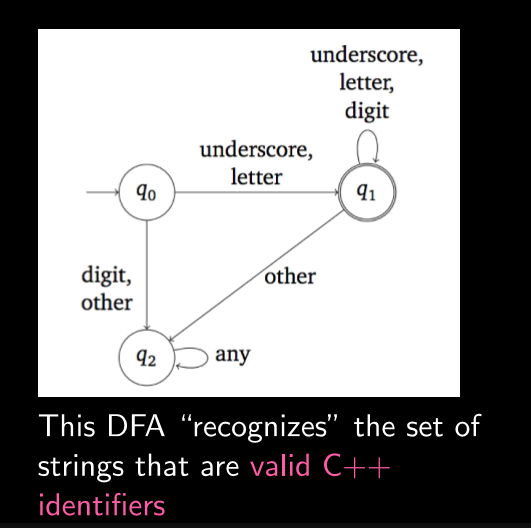 underscore,
letter,
digit
underscore,
letter
q0
q1
digit,
other
other
q2
any
This DFA “recognizes” the set of
strings that are valid C++
identifiers